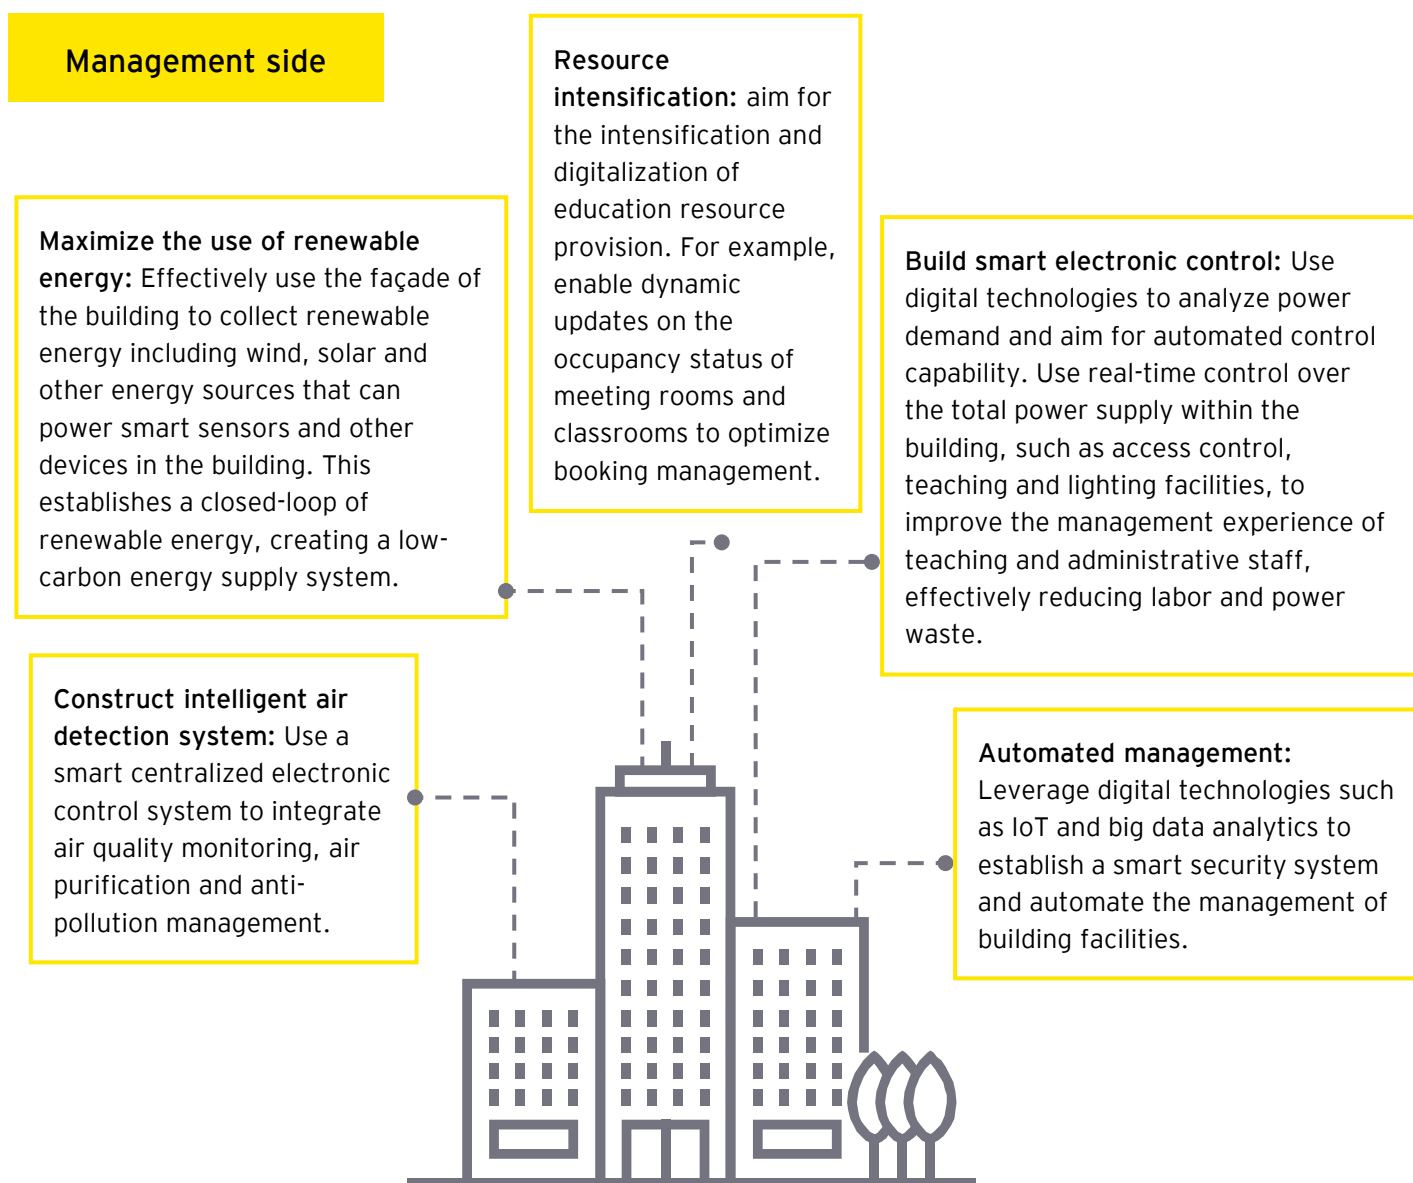 Management side
Resource
intensification: aim for
the intensification and
digitalization of
education resource
provision. For example,
enable dynamic
updates on the
occupancy status of
meeting rooms and
classrooms to optimize
booking management.
Maximize the use of renewable
energy: Effectively use the façade of
the building to collect renewable
energy including wind, solar and
other energy sources that can
power smart sensors and other
devices in the building. This
establishes a closed-loop of
renewable energy, creating a low-
carbon energy supply system.
Build smart electronic control: Use
digital technologies to analyze power
demand and aim for automated control
capability. Use real-time control over
the total power supply within the
building, such as access control,
teaching and lighting facilities, to
improve the management experience of
teaching and administrative staff,
effectively reducing labor and power
waste.
Construct intelligent air
detection system: Use a
smart centralized electronic
control system to integrate
air quality monitoring, air
purification and anti-
pollution management.
Automated management:
Leverage digital technologies such
as IoT and big data analytics to
establish a smart security system
and automate the management of
building facilities.